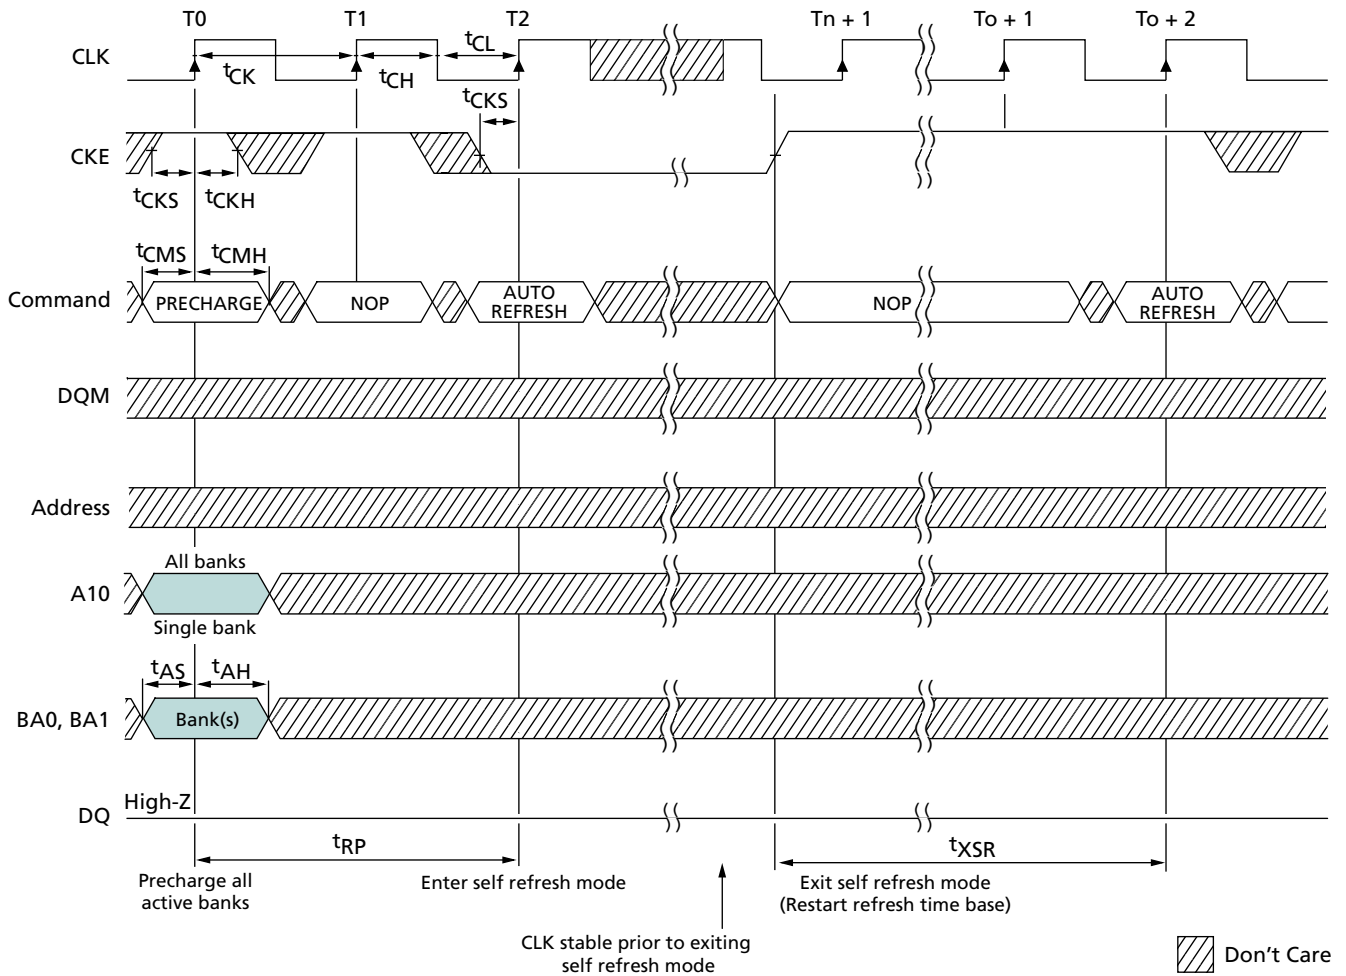 T0 T1 T2 Tn + 1 To + 1 To + 2
CLK
tCK tCH tCL
tCKS
CKE
tCKS tCKH
tCMS tCMH
Command PRECHARGE NOP AUTO REFRESH NOP AUTO REFRESH
DQM
Address
All banks
A10
Single bank
tAS tAH
BA0, BA1 Bank(s)
High-Z
DQ
tRP tXSR
Precharge all
active banks
Enter self refresh mode
Exit self refresh mode
(Restart refresh time base)
CLK stable prior to exiting
self refresh mode
Don't Care